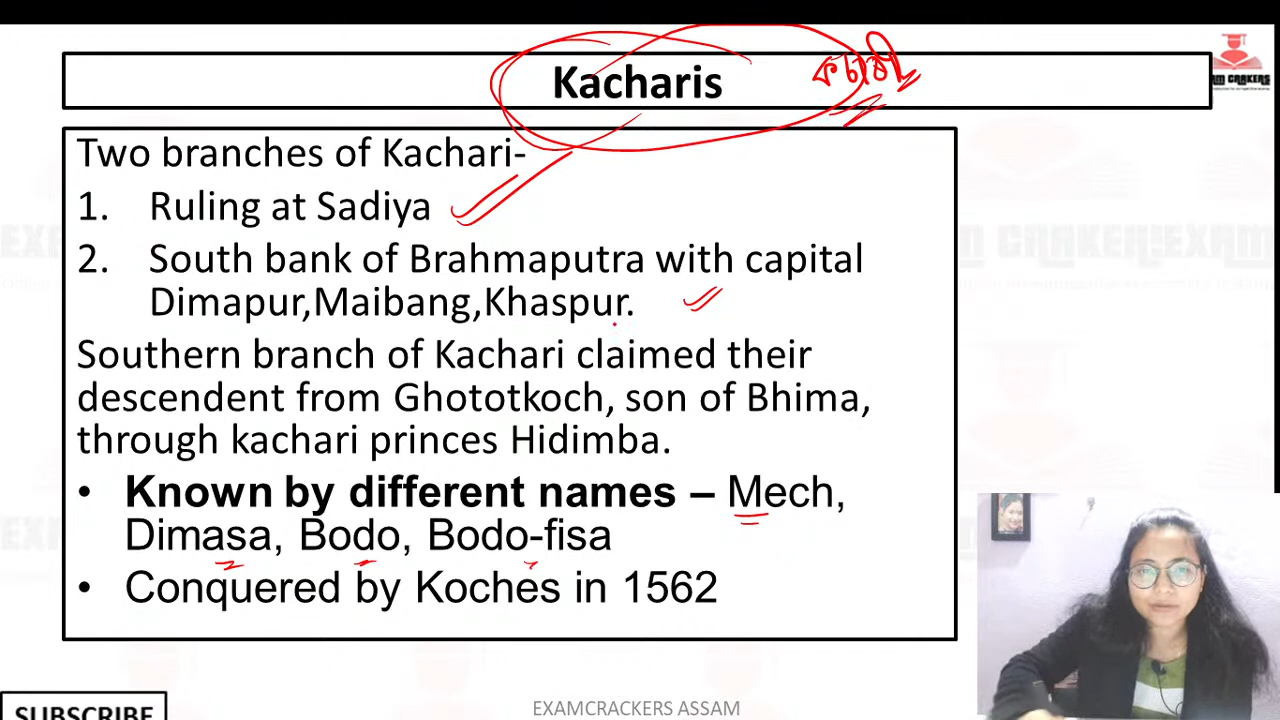 Kacharis
কছাৰী
AM CRAKERS
Two branches of Kachari-
1. Ruling at Sadiya
2. South bank of Brahmaputra with capital
Dimapur,Maibang,Khaspur.
Southern branch of Kachari claimed their
descendent from Ghototkoch, son of Bhima,
through kachari princes Hidimba.
• Known by different names – Mech,
Dimasa, Bodo, Bodo-fisa
• Conquered by Koches in 1562
SUBSCRIBE
EXAMCRACKERS ASSAM